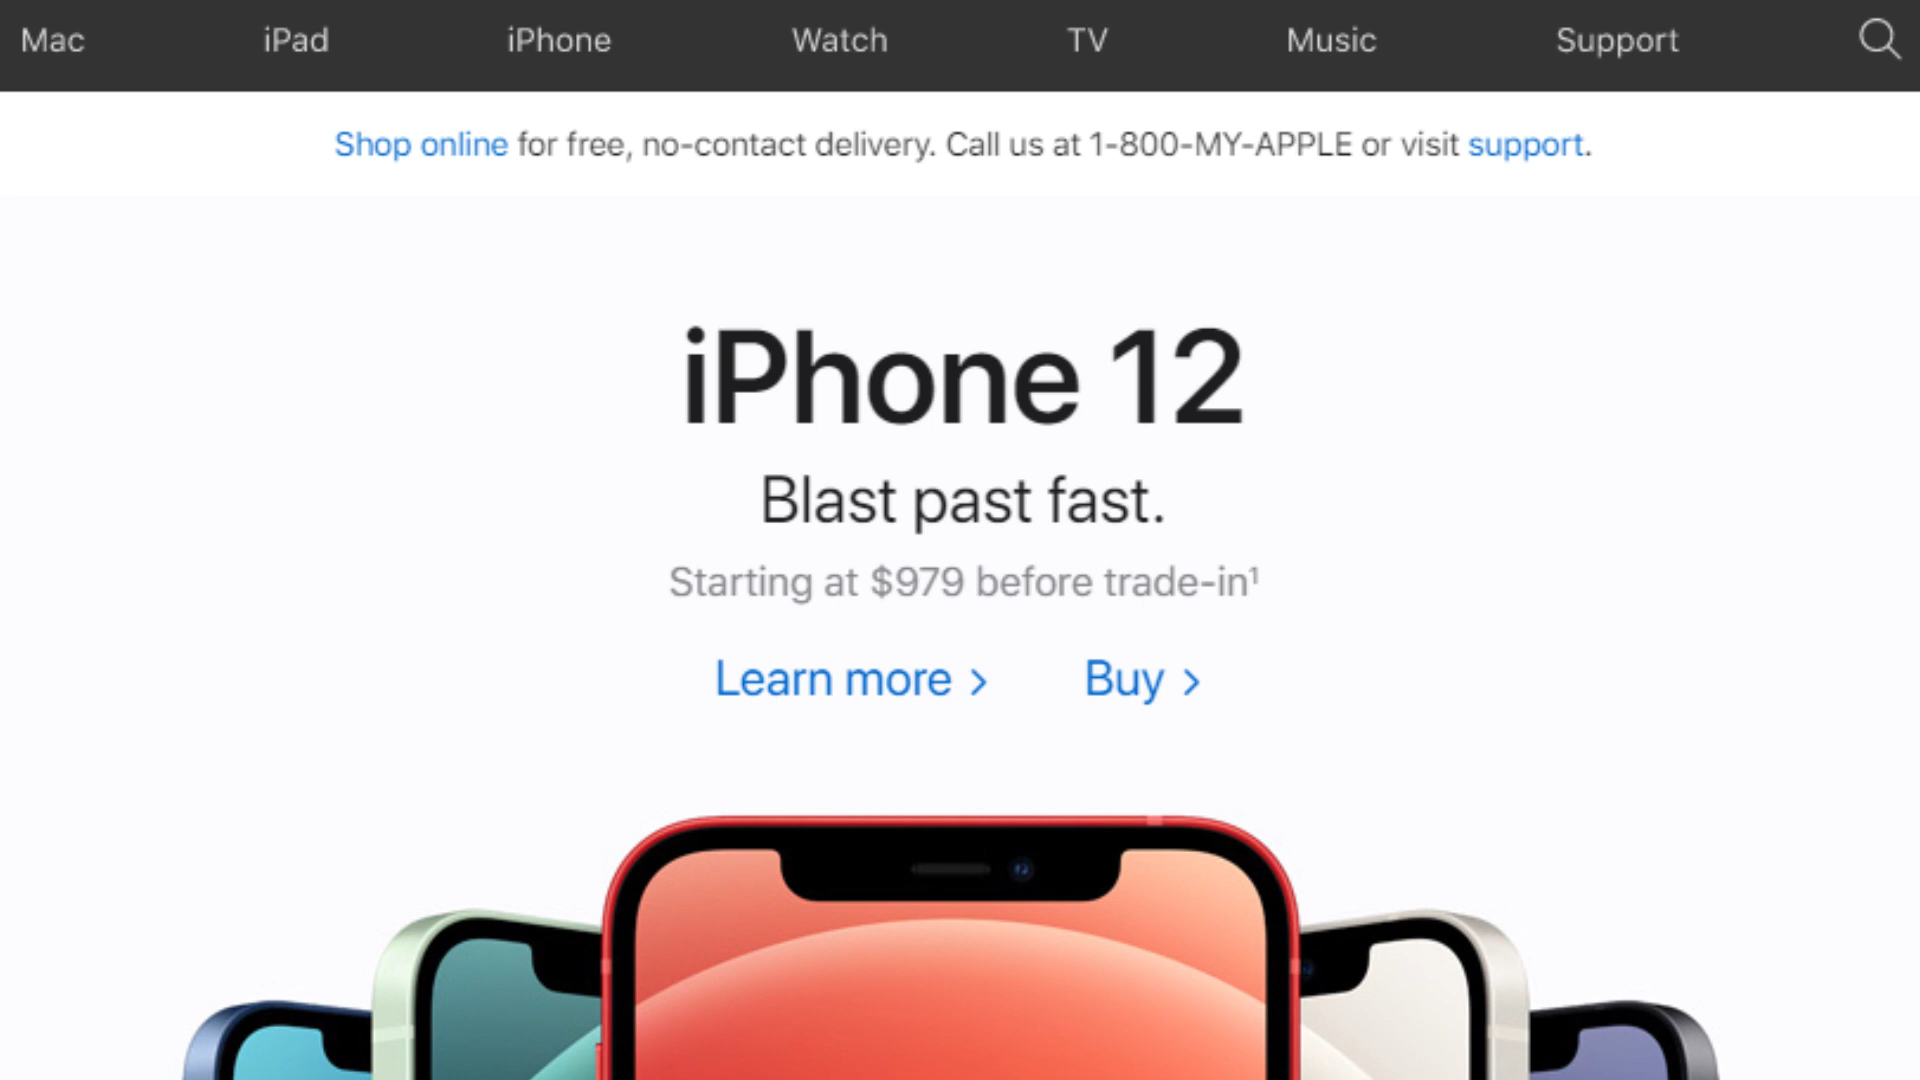 Mac iPad iPhone Watch TV Music Support
Shop online for free, no-contact delivery. Call us at 1-800-MY-APPLE or visit support.
iPhone 12
Blast past fast.
Starting at $979 before trade-in¹
Learn more > Buy >